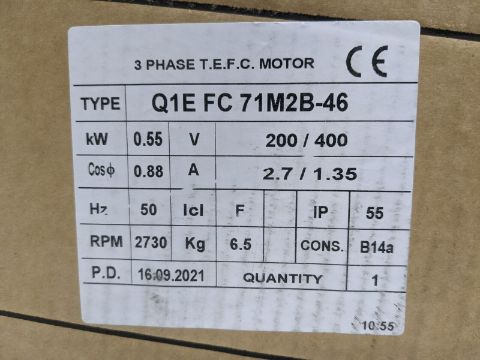 3 PHASE T.E.F.C. MOTOR CE
TYPE Q1E FC 71M2B-46
kW 0.55 V 200 / 400
Cosϕ 0.88 A 2.7 / 1.35
Hz 50 Icl F IP 55
RPM 2730 Kg 6.5 CONS. B14a
P.D. 16.09.2021 QUANTITY 1
10:55